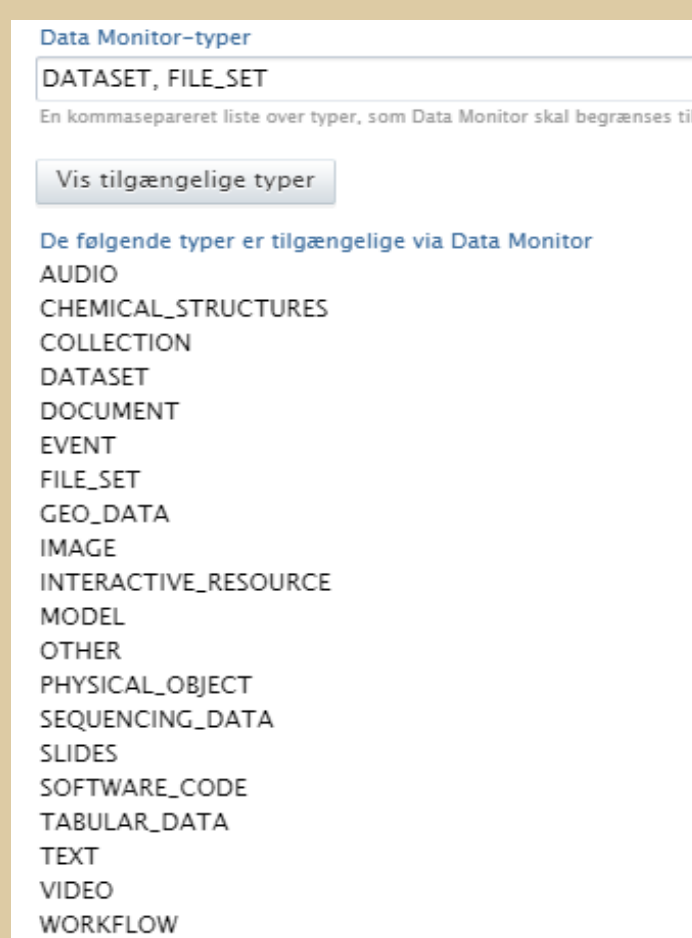 Data Monitor-typer
DATASET, FILE_SET
En kommasepareret liste over typer, som Data Monitor skal begrænses til
Vis tilgængelige typer
De følgende typer er tilgængelige via Data Monitor
AUDIO
CHEMICAL_STRUCTURES
COLLECTION
DATASET
DOCUMENT
EVENT
FILE_SET
GEO_DATA
IMAGE
INTERACTIVE_RESOURCE
MODEL
OTHER
PHYSICAL_OBJECT
SEQUENCING_DATA
SLIDES
SOFTWARE_CODE
TABULAR_DATA
TEXT
VIDEO
WORKFLOW